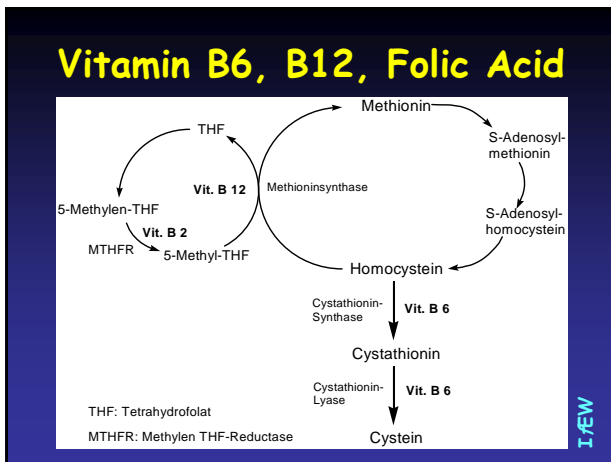 Vitamin B6, B12, Folic Acid
Methionin
THF
S-Adenosyl-
methionin
Vit. B 12
Methioninsynthase
5-Methylen-THF
Vit. B 2
MTHFR
5-Methyl-THF
S-Adenosyl-
homocystein
Homocystein
Cystathionin-
Synthase
Vit. B 6
Cystathionin
Cystathionin-
Lyase
Vit. B 6
Cystein
THF: Tetrahydrofolat
MTHFR: Methylen THF-Reductase
IfEW